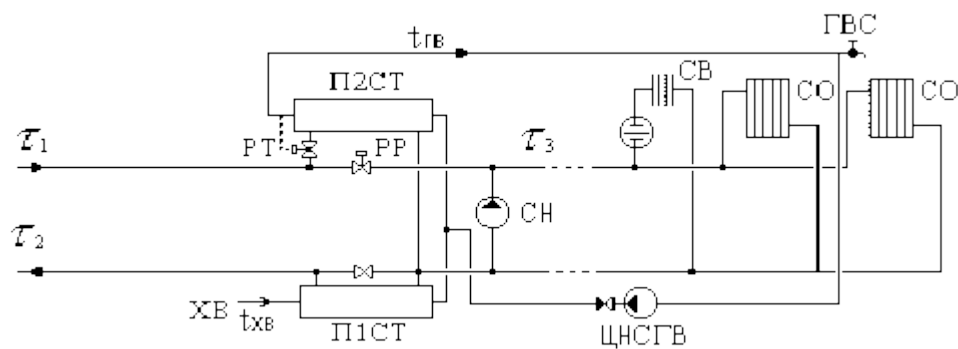 ГВС
tГВ
СВ
П2СТ
СО
СО
τ1
РТ
РР
τ3
СН
τ2
ХВ
tХВ
П1СТ
ЦНСГВ